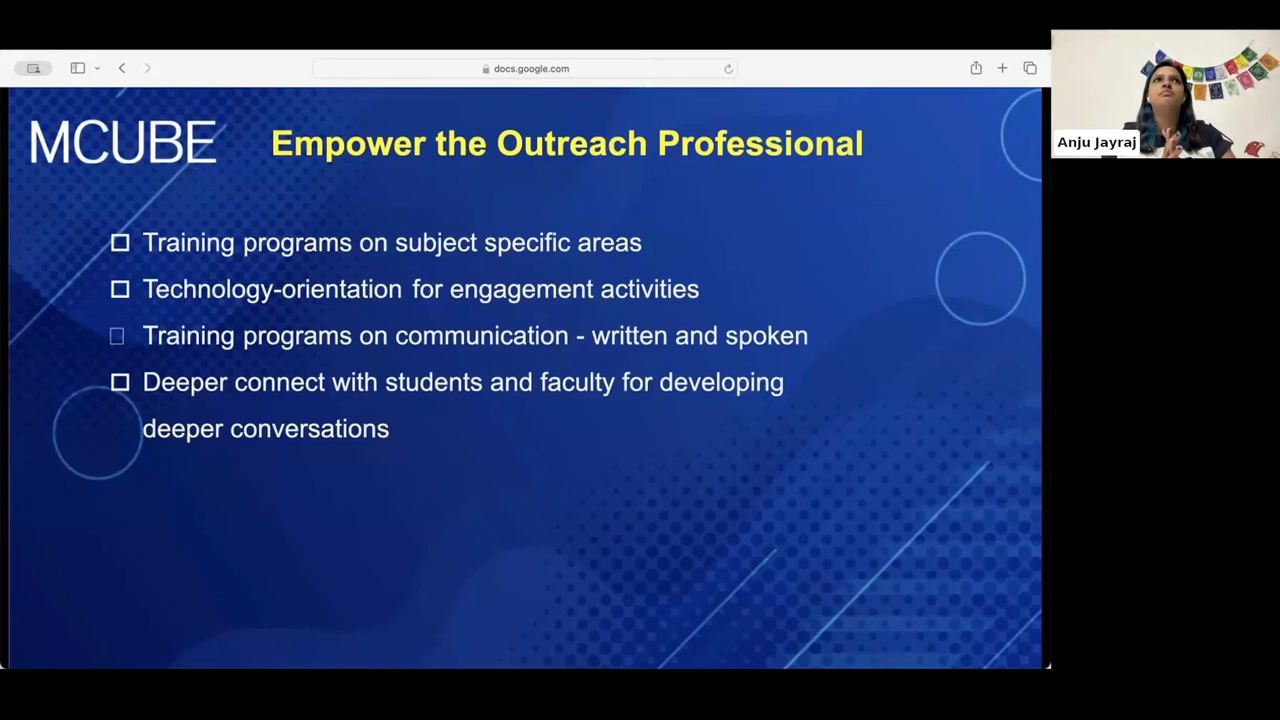 docs.google.com
MCUBE
Empower the Outreach Professional
Training programs on subject specific areas
Technology-orientation for engagement activities
Training programs on communication - written and spoken
Deeper connect with students and faculty for developing
deeper conversations
Anju Jayraj